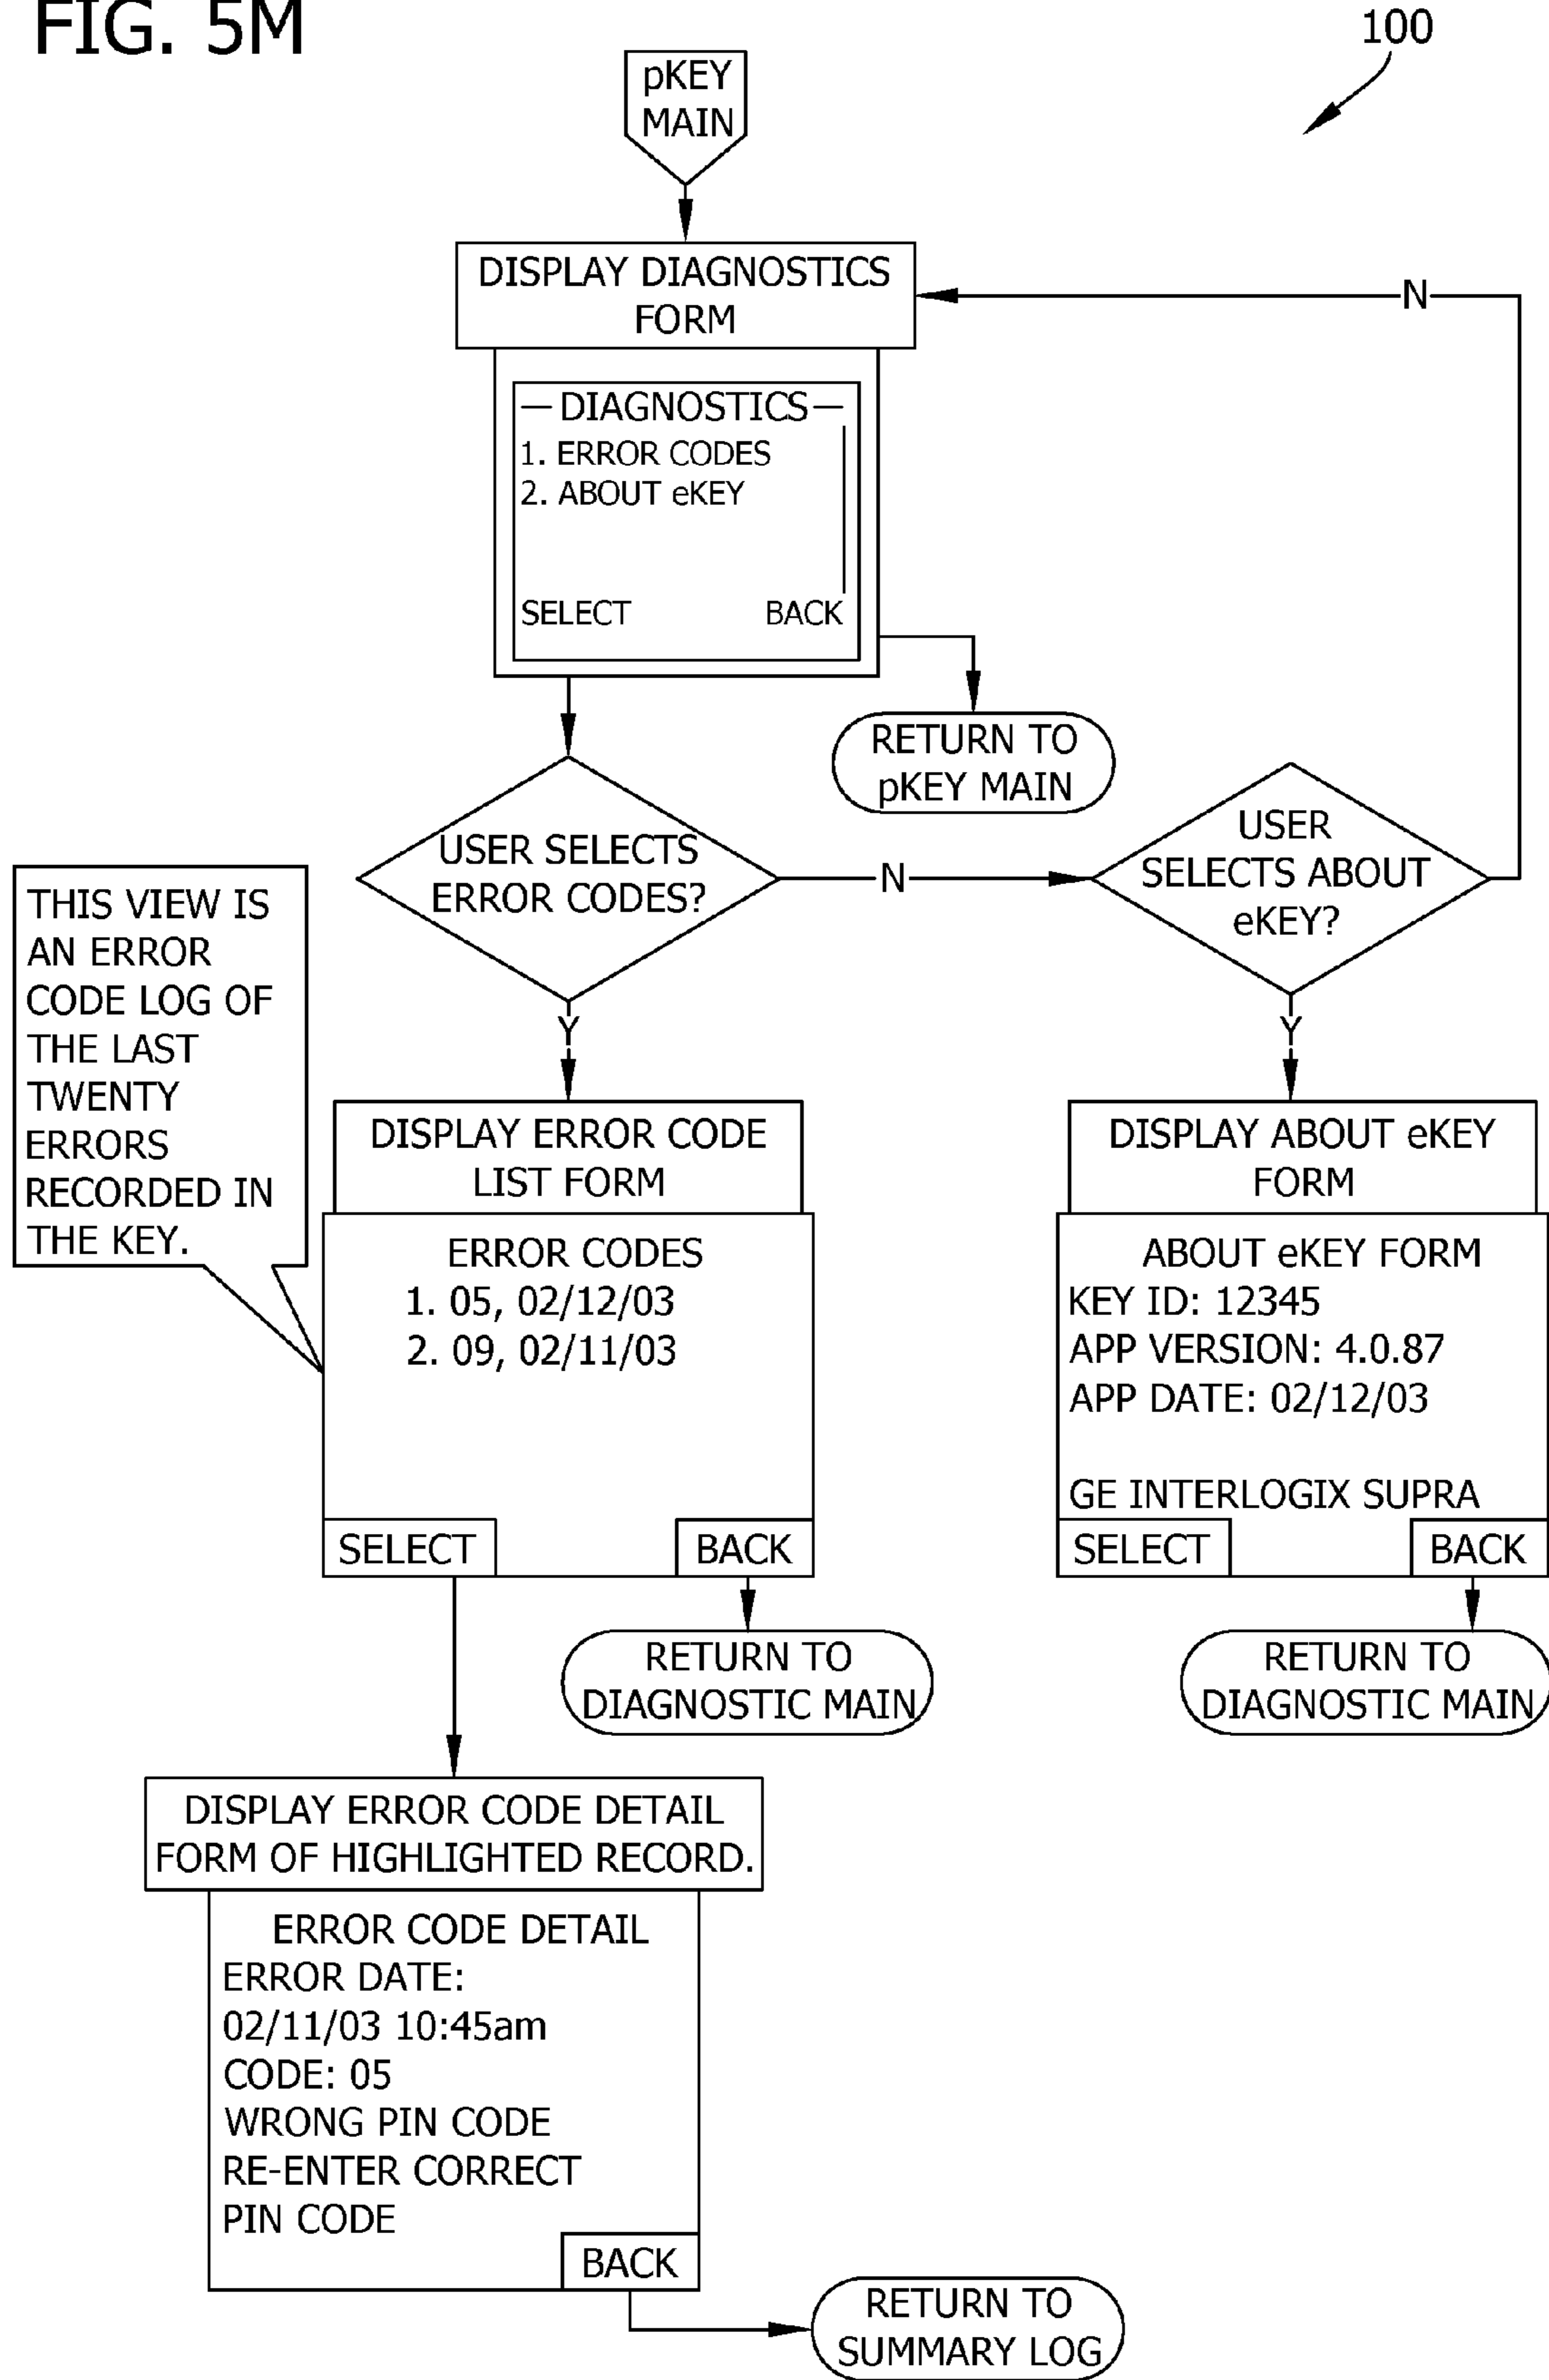 FIG. 5M
100
pKEY
MAIN
DISPLAY DIAGNOSTICS
FORM
N
DIAGNOSTICS
1. ERROR CODES
2. ABOUT eKEY
SELECT BACK
RETURN TO
pKEY MAIN
USER SELECTS
ERROR CODES?
N
USER
SELECTS ABOUT
eKEY?
THIS VIEW IS
AN ERROR
CODE LOG OF
THE LAST
TWENTY
ERRORS
RECORDED IN
THE KEY.
Y
Y
DISPLAY ERROR CODE
LIST FORM
ERROR CODES
1. 05, 02/12/03
2. 09, 02/11/03
SELECT BACK
DISPLAY ABOUT eKEY
FORM
ABOUT eKEY FORM
KEY ID: 12345
APP VERSION: 4.0.87
APP DATE: 02/12/03
GE INTERLOGIX SUPRA
SELECT BACK
RETURN TO
DIAGNOSTIC MAIN
RETURN TO
DIAGNOSTIC MAIN
DISPLAY ERROR CODE DETAIL
FORM OF HIGHLIGHTED RECORD.
ERROR CODE DETAIL
ERROR DATE:
02/11/03 10:45am
CODE: 05
WRONG PIN CODE
RE-ENTER CORRECT
PIN CODE
BACK
RETURN TO
SUMMARY LOG